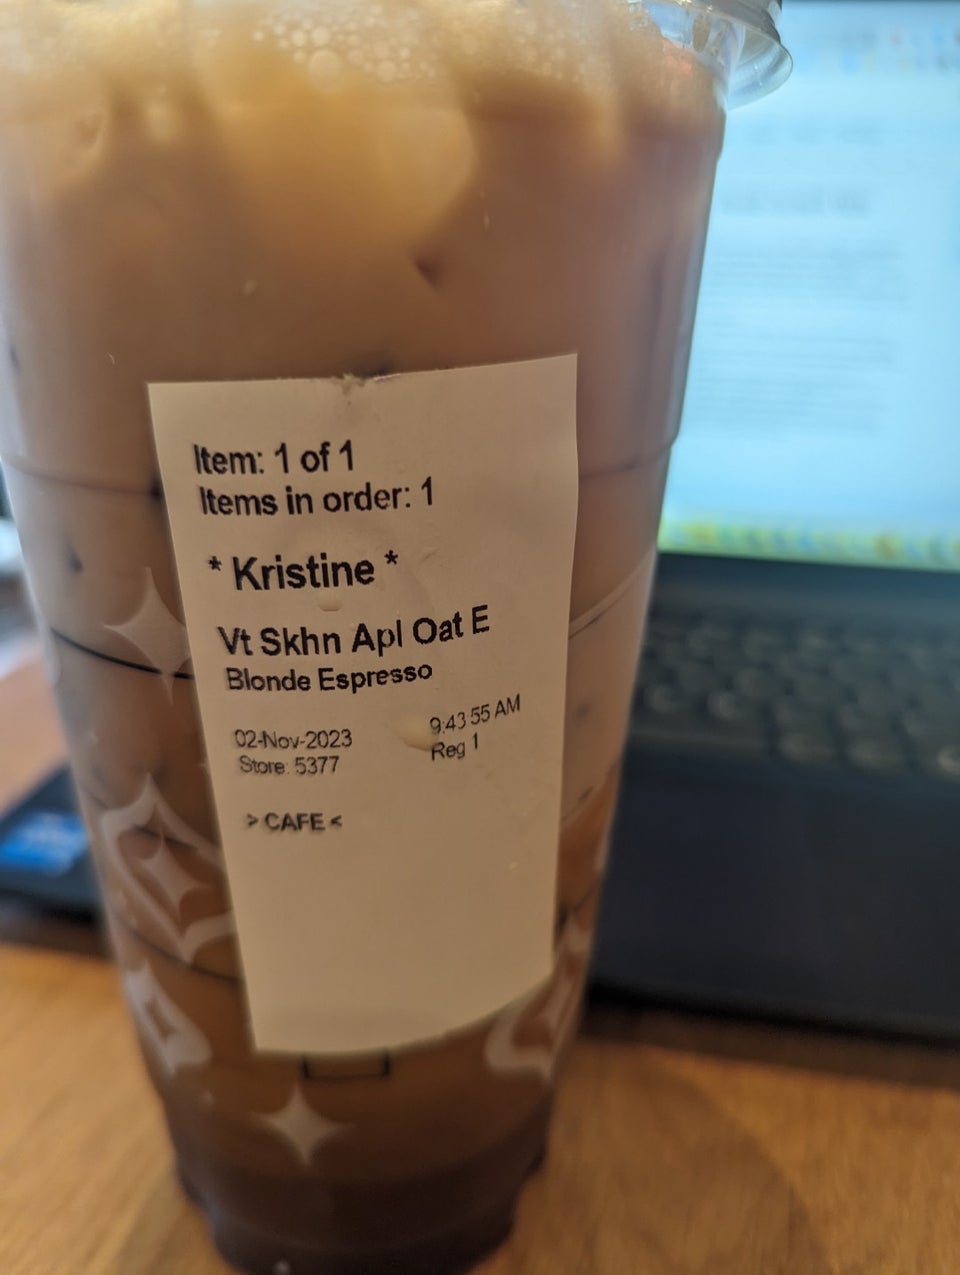 Item: 1 of 1
Items in order: 1
* Kristine *
Vt Skhn Apl Oat E
Blonde Espresso
02-Nov-2023 9:43:55 AM
Store: 5377 Reg 1
> CAFE <